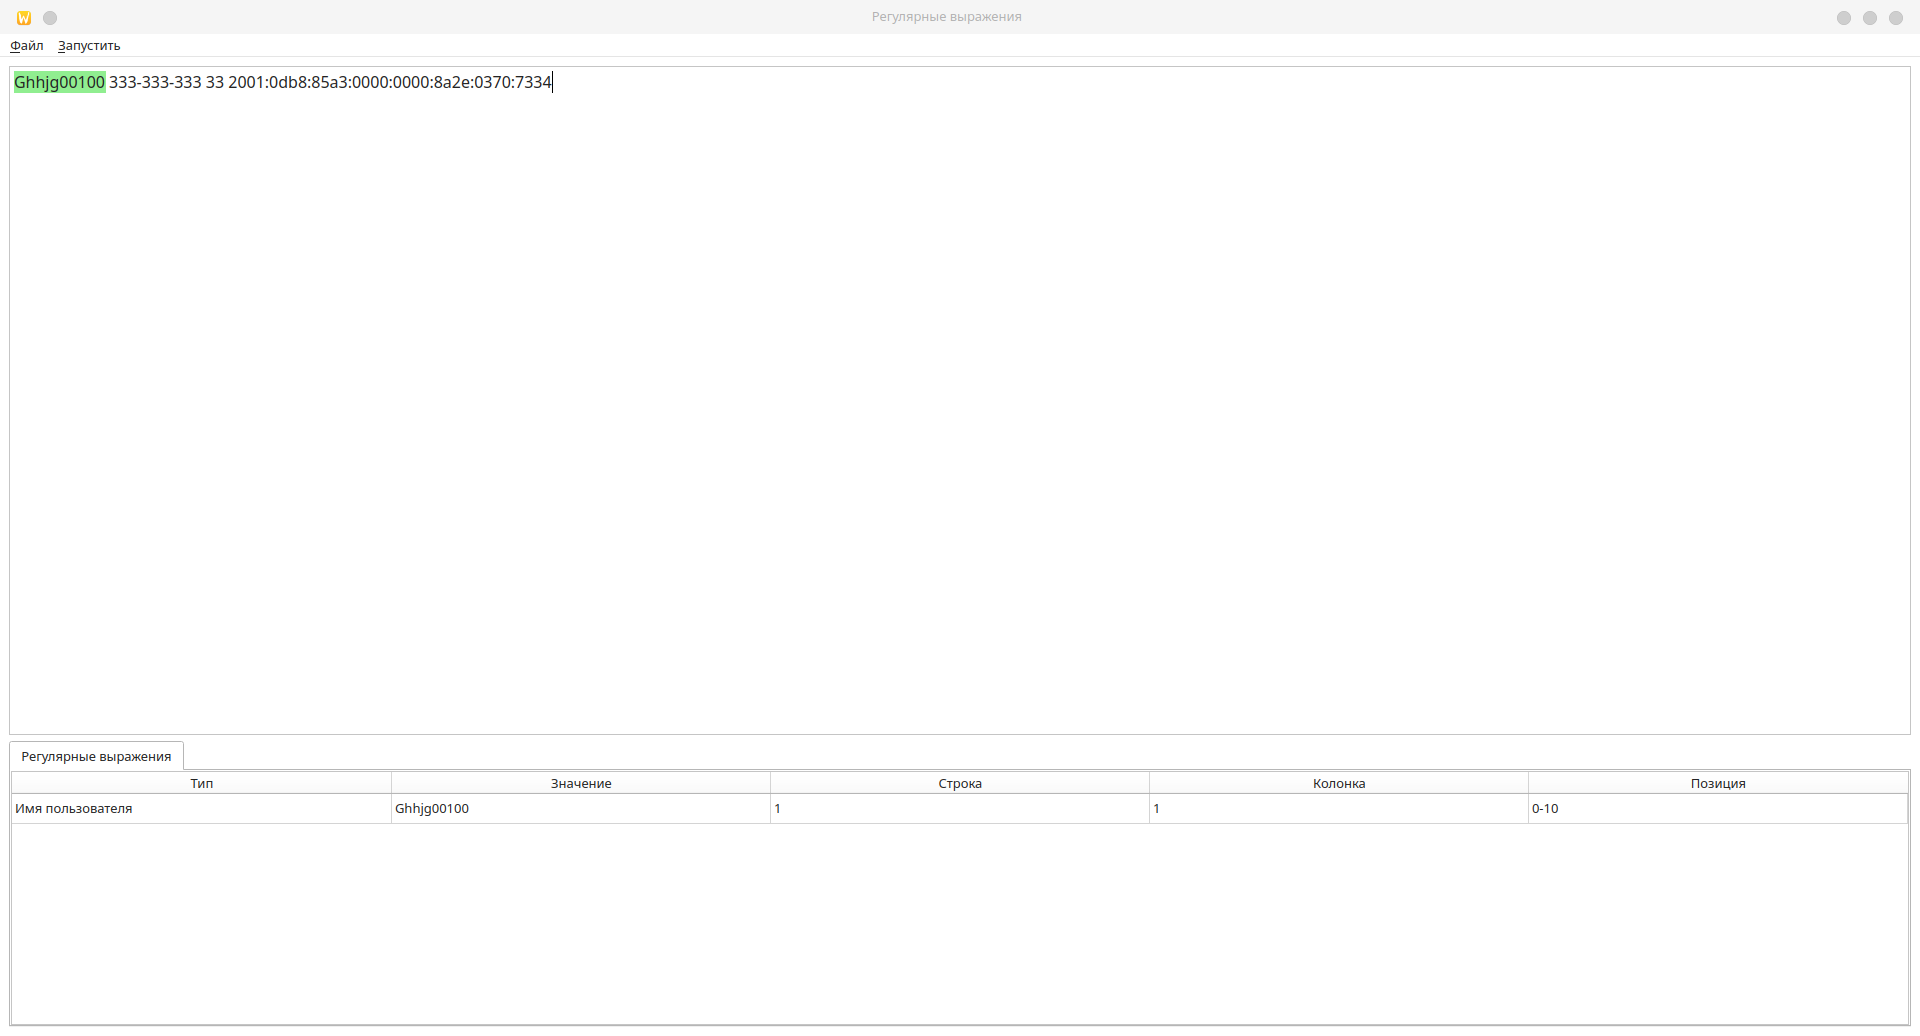 Регулярные выражения
Файл Запустить
Ghhjg00100 333-333-333 33 2001:0db8:85a3:0000:0000:8a2e:0370:7334
Регулярные выражения
Тип Значение Строка Колонка Позиция
Имя пользователя Ghhjg00100 1 1 0-10